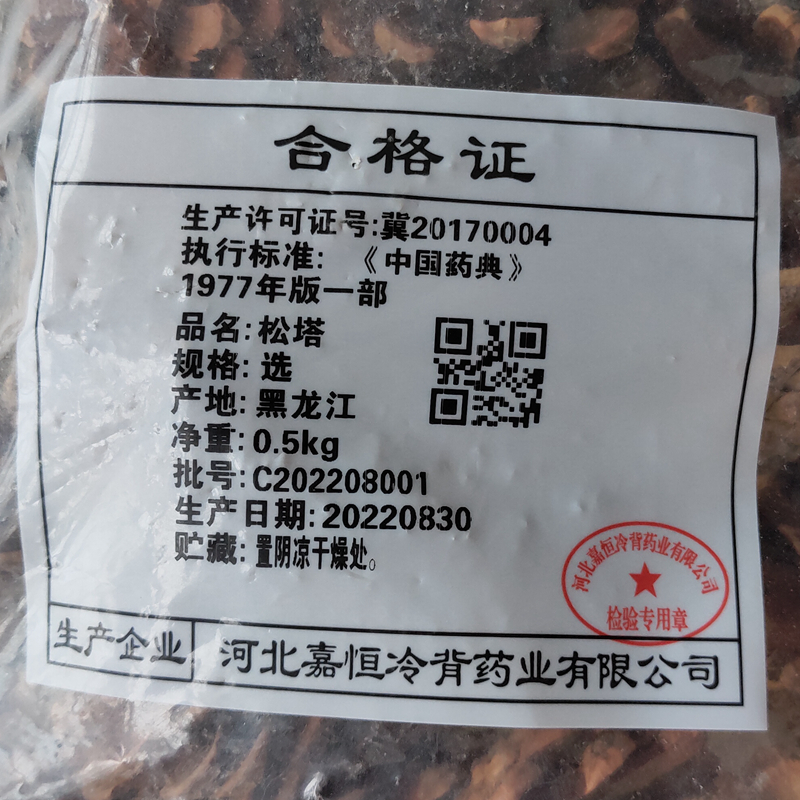 合格证
生产许可证号:冀20170004
执行标准: 《中国药典》
1977年版一部
品名:松塔
规格:选
产地:黑龙江
净重:0.5kg
批号:C202208001
生产日期:20220830
贮藏:置阴凉干燥处。
河北嘉恒冷背药业有限公司
检验专用章
生产企业 河北嘉恒冷背药业有限公司